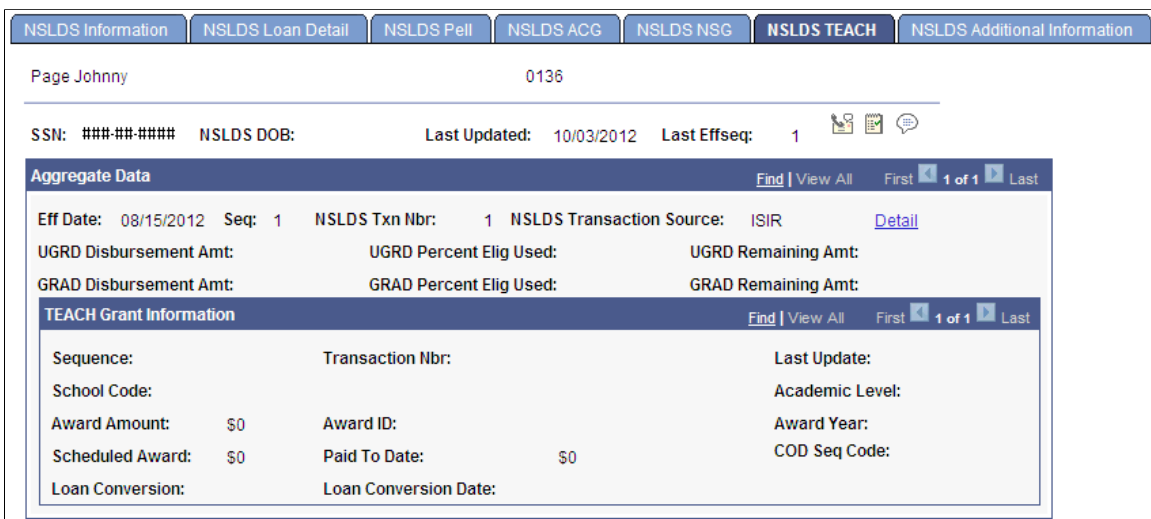 NSLDS Information NSLDS Loan Detail NSLDS Pell NSLDS ACG NSLDS NSG NSLDS TEACH NSLDS Additional Information
Page Johnny 0136
SSN: ###-##-#### NSLDS DOB: Last Updated: 10/03/2012 Last Effseq: 1
Aggregate Data Find | View All First 1 of 1 Last
Eff Date: 08/15/2012 Seq: 1 NSLDS Txn Nbr: 1 NSLDS Transaction Source: ISIR Detail
UGRD Disbursement Amt: UGRD Percent Elig Used: UGRD Remaining Amt:
GRAD Disbursement Amt: GRAD Percent Elig Used: GRAD Remaining Amt:
TEACH Grant Information Find | View All First 1 of 1 Last
Sequence: Transaction Nbr: Last Update:
School Code: Academic Level:
Award Amount: $0 Award ID: Award Year:
Scheduled Award: $0 Paid To Date: $0 COD Seq Code:
Loan Conversion: Loan Conversion Date: